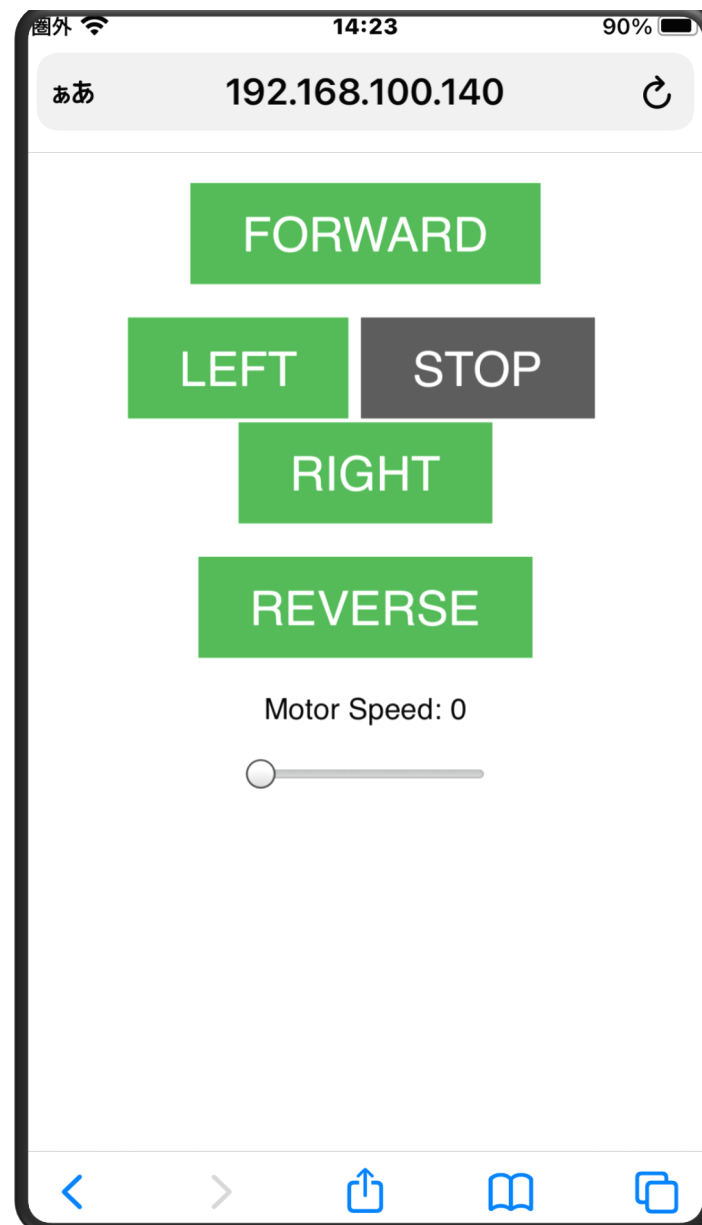 圏外 14:23 90%
ぁあ 192.168.100.140
FORWARD
LEFT STOP
RIGHT
REVERSE
Motor Speed: 0